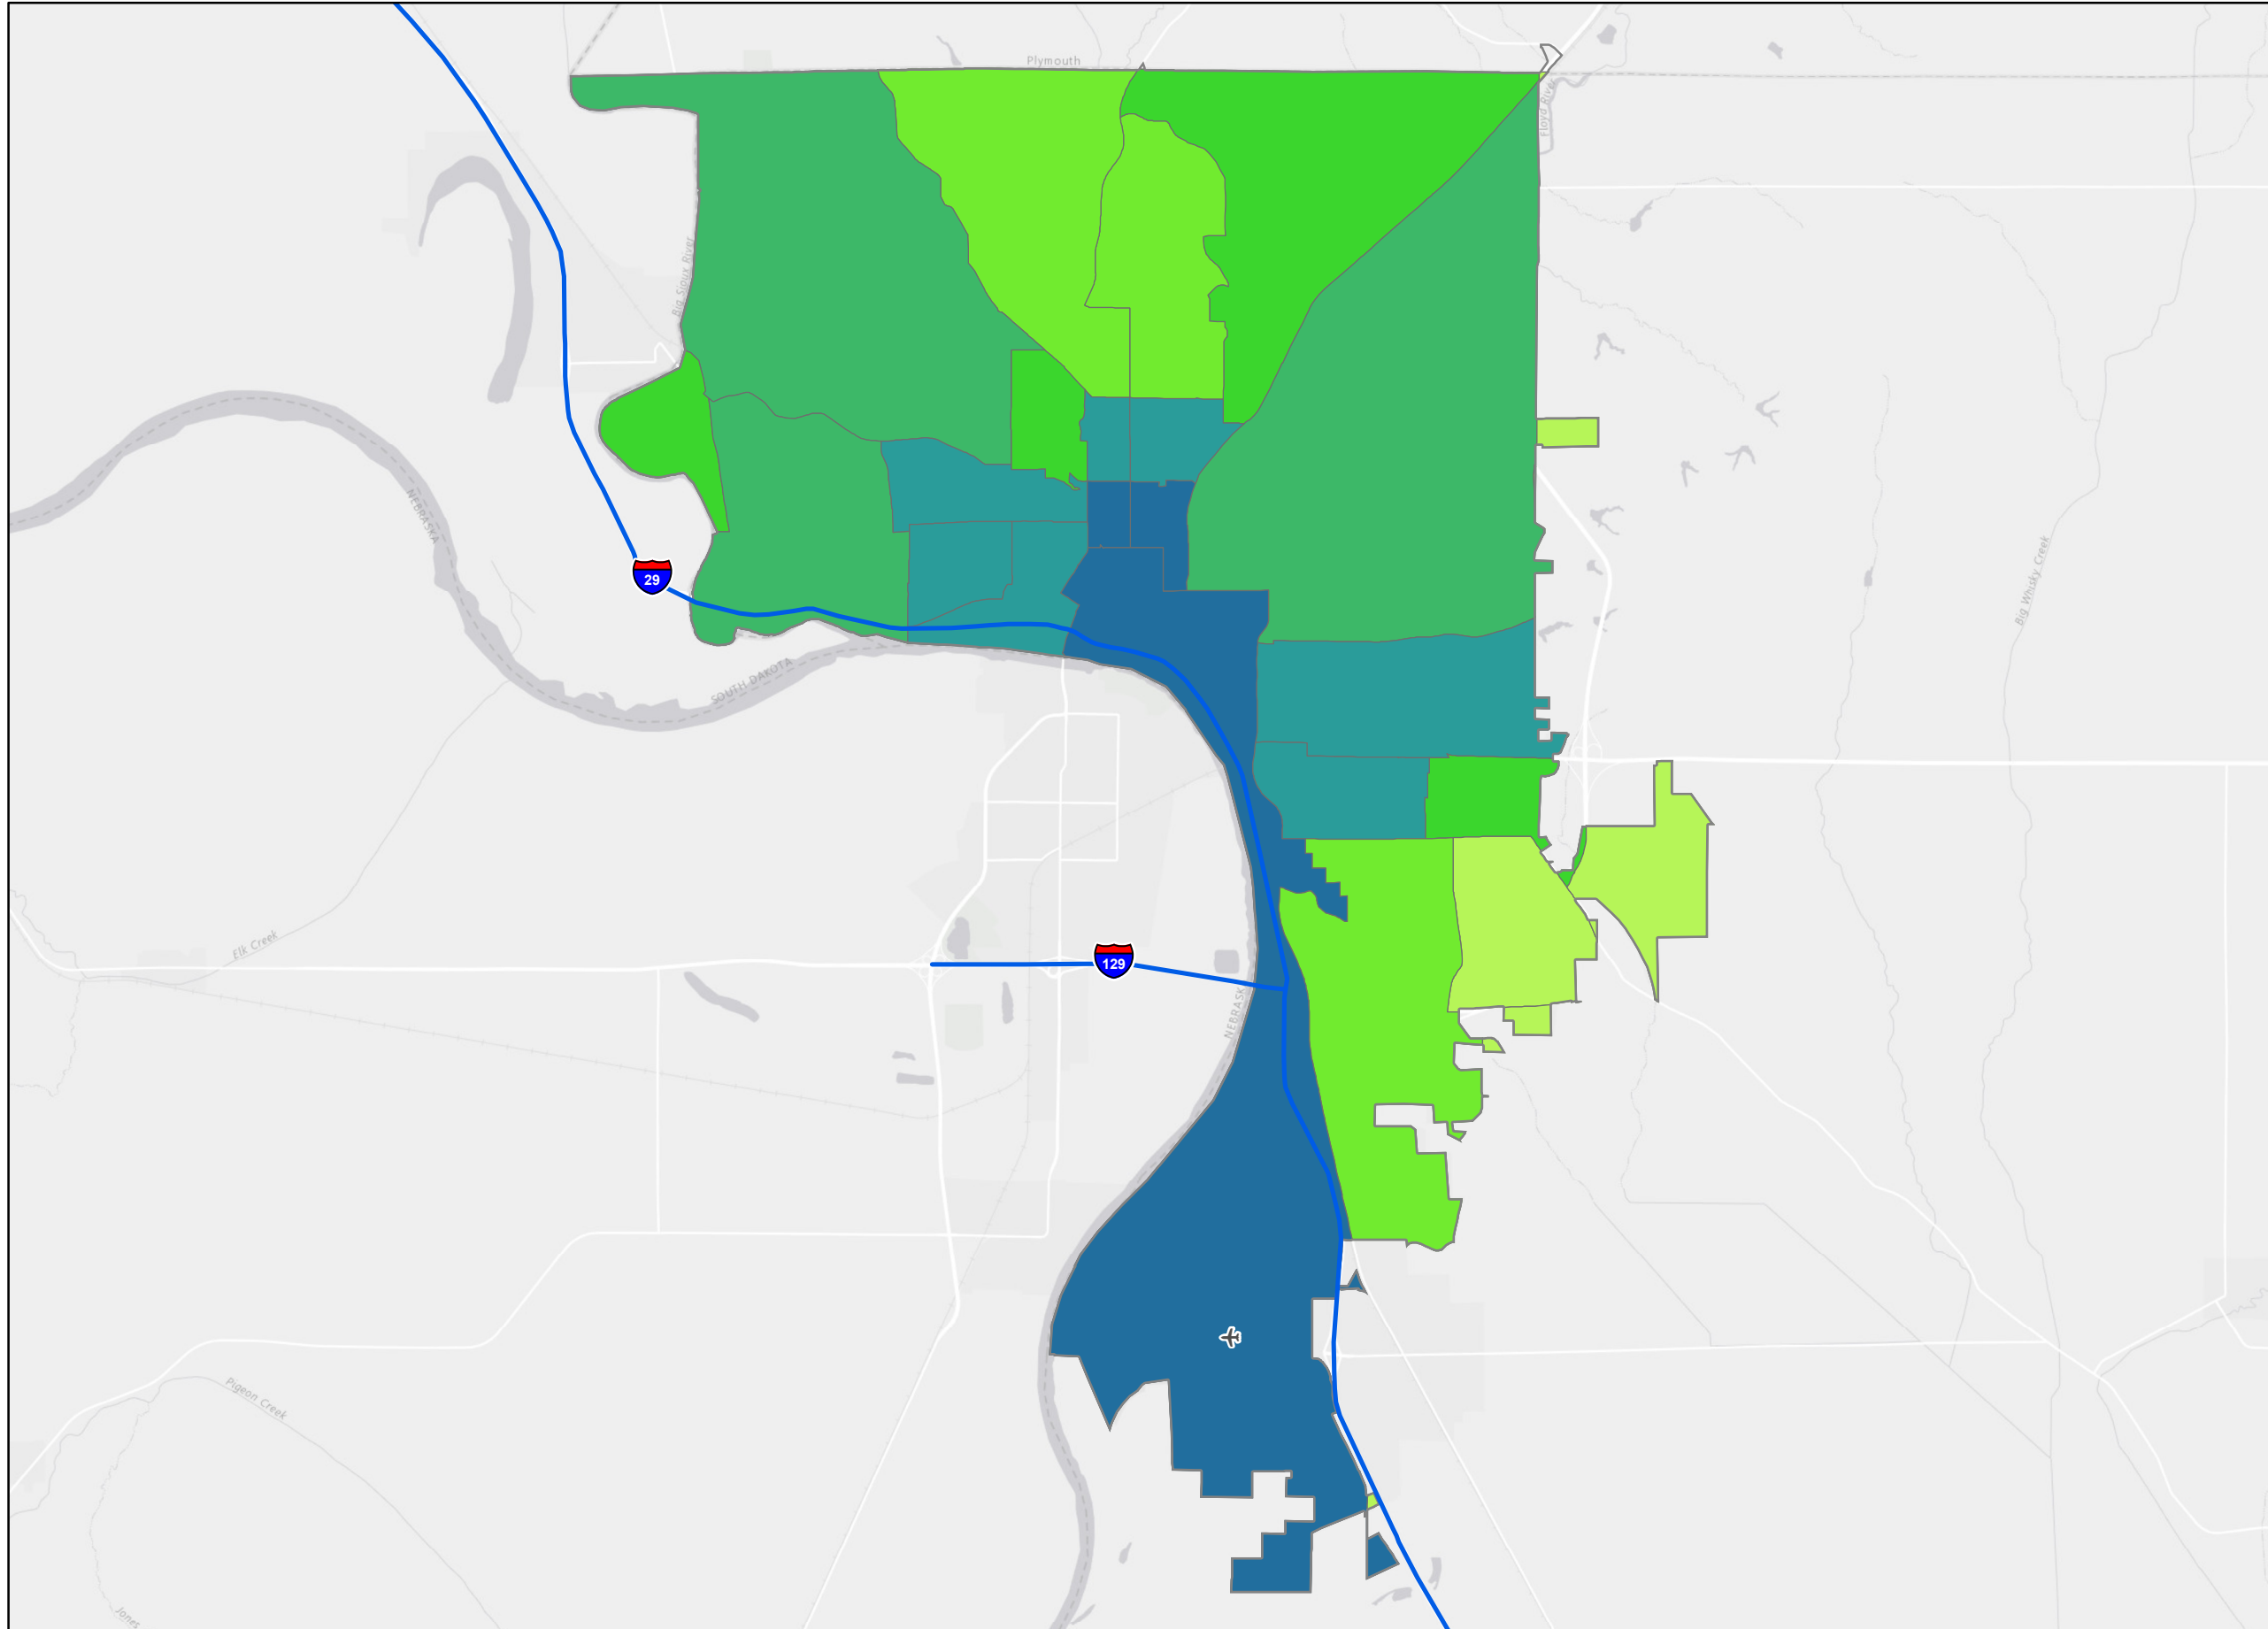 Plymouth
Floyd River
Big Sioux River
NEBRASKA
Big Whisky Creek
29
SOUTH DAKOTA
Elk Creek
129
NEBRASK
Pigeon Creek
Jones